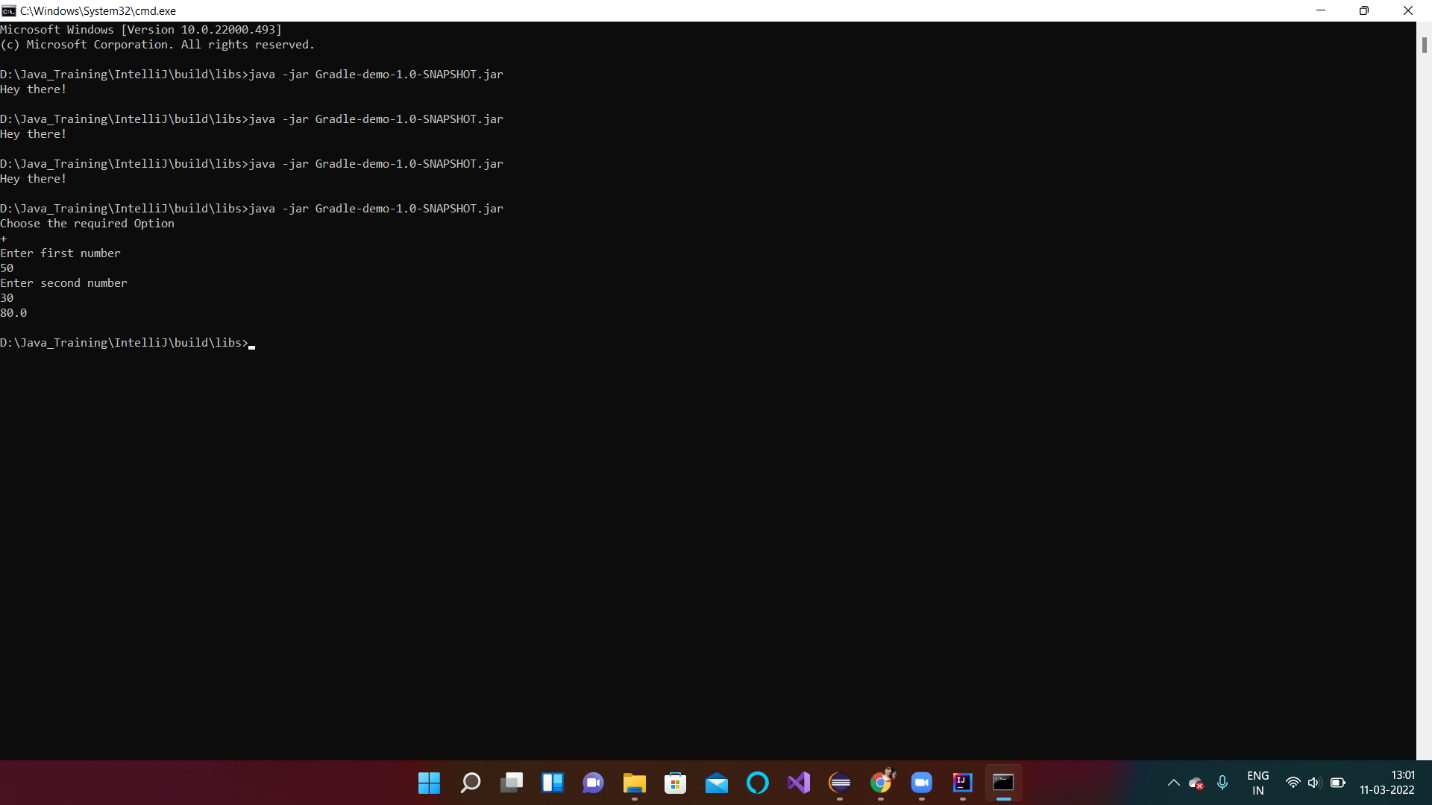 C:\Windows\System32\cmd.exe
Microsoft Windows [Version 10.0.22000.493]
(c) Microsoft Corporation. All rights reserved.
D:\Java_Training\IntelliJ\build\libs>java -jar Gradle-demo-1.0-SNAPSHOT.jar
Hey there!
D:\Java_Training\IntelliJ\build\libs>java -jar Gradle-demo-1.0-SNAPSHOT.jar
Hey there!
D:\Java_Training\IntelliJ\build\libs>java -jar Gradle-demo-1.0-SNAPSHOT.jar
Hey there!
D:\Java_Training\IntelliJ\build\libs>java -jar Gradle-demo-1.0-SNAPSHOT.jar
Choose the required Option
+
Enter first number
50
Enter second number
30
80.0
D:\Java_Training\IntelliJ\build\libs>
ENG
IN
13:01
11-03-2022